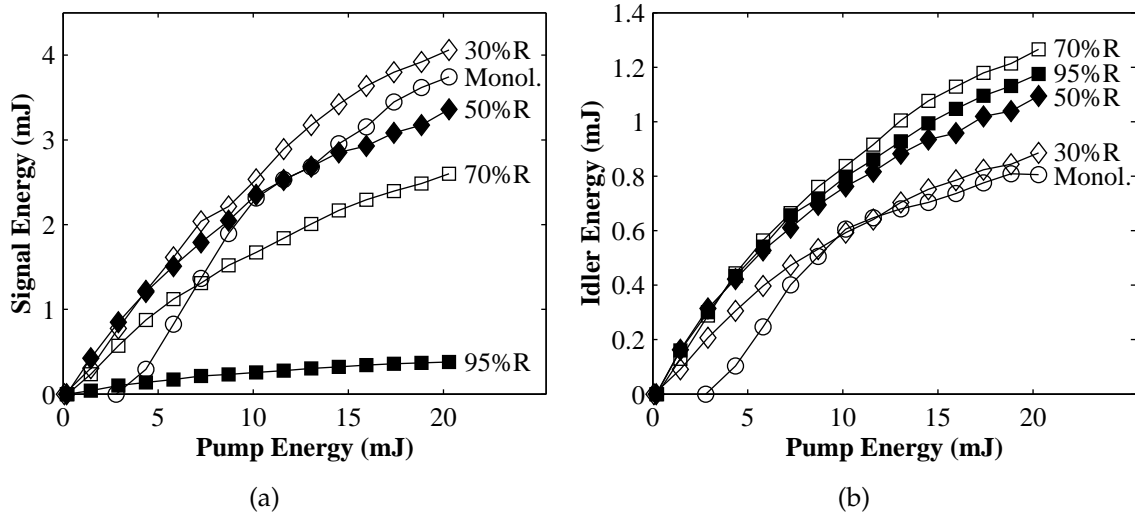 4
3
2
1
0
0
5
10
15
20
Signal Energy (mJ)
Pump Energy (mJ)
30%R
Monol.
50%R
70%R
95%R
(a)
1.4
1.2
1
0.8
0.6
0.4
0.2
0
0
5
10
15
20
Idler Energy (mJ)
Pump Energy (mJ)
70%R
95%R
50%R
30%R
Monol.
(b)